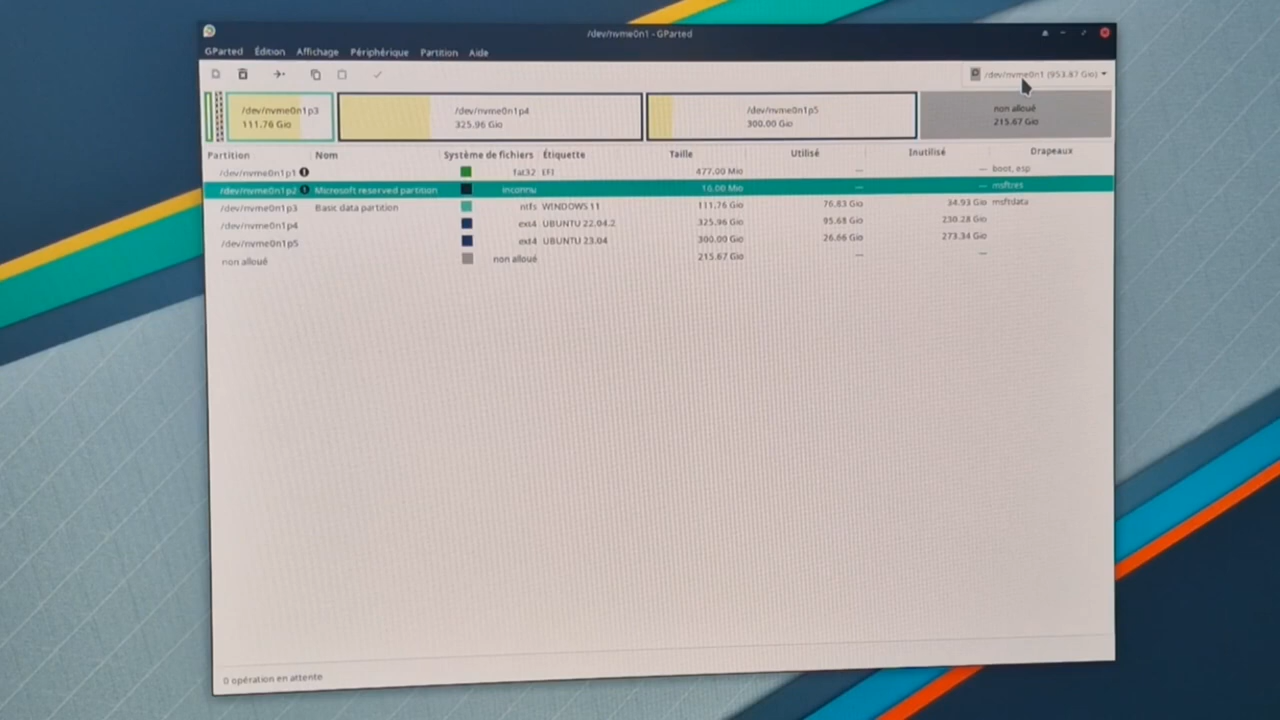 /dev/nvme0n1 - GParted
GParted Édition Affichage Périphérique Partition Aide
/dev/nvme0n1 (953.87 Gio)
/dev/nvme0n1p3 /dev/nvme0n1p4 /dev/nvme0n1p5 non alloué
111.76 Gio 325.96 Gio 300.00 Gio 215.67 Gio
Partition Nom Système de fichiers Étiquette Taille Utilisé Inutilisé Drapeaux
/dev/nvme0n1p1 fat32 EFI 477.00 Mio — — boot, esp
/dev/nvme0n1p2 Microsoft reserved partition inconnu 16.00 Mio — — msftres
/dev/nvme0n1p3 Basic data partition ntfs WINDOWS 11 111.76 Gio 76.83 Gio 34.93 Gio msftdata
/dev/nvme0n1p4 ext4 UBUNTU 22.04.2 325.96 Gio 95.68 Gio 230.28 Gio
/dev/nvme0n1p5 ext4 UBUNTU 23.04 300.00 Gio 26.66 Gio 273.34 Gio
non alloué non alloué 215.67 Gio — —
0 opération en attente